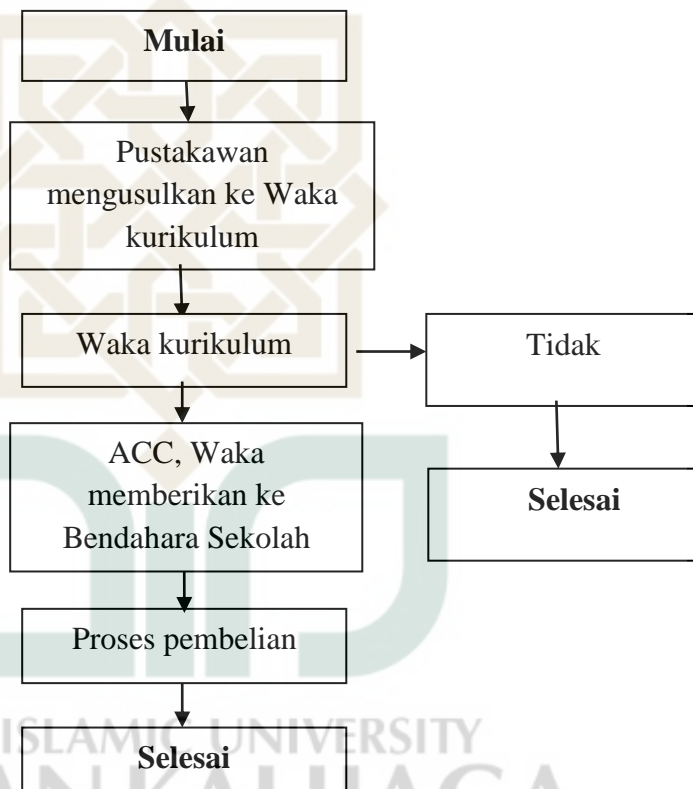 Mulai
Pustakawan
mengusulkan ke Waka
kurikulum
Waka kurikulum
Tidak
ACC, Waka
memberikan ke
Bendahara Sekolah
Selesai
Proses pembelian
Selesai
ISLAMIC UNIVERSITY